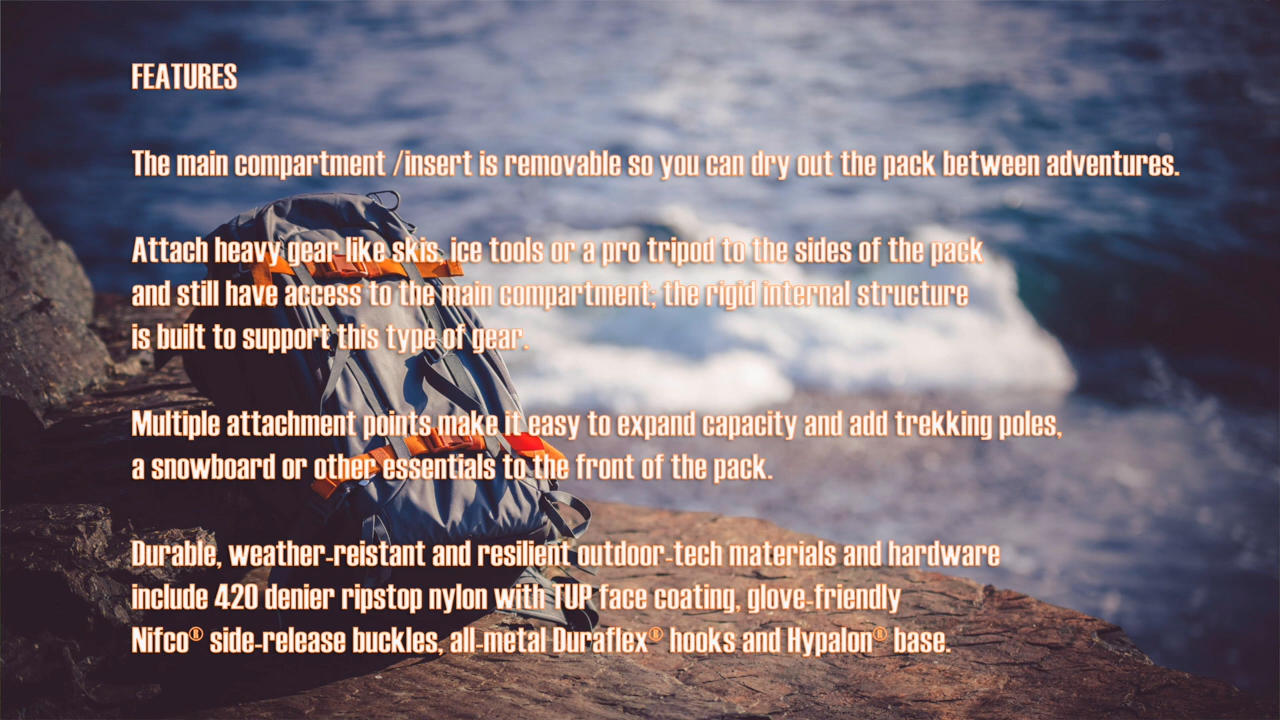 FEATURES
The main compartment /insert is removable so you can dry out the pack between adventures.
Attach heavy gear like skis, ice tools or a pro tripod to the sides of the pack
and still have access to the main compartment; the rigid internal structure
is built to support this type of gear.
Multiple attachment points make it easy to expand capacity and add trekking poles,
a snowboard or other essentials to the front of the pack.
Durable, weather-reistant and resilient outdoor-tech materials and hardware
include 420 denier ripstop nylon with TUP face coating, glove-friendly
Nifco® side-release buckles, all-metal Duraflex® hooks and Hypalon® base.